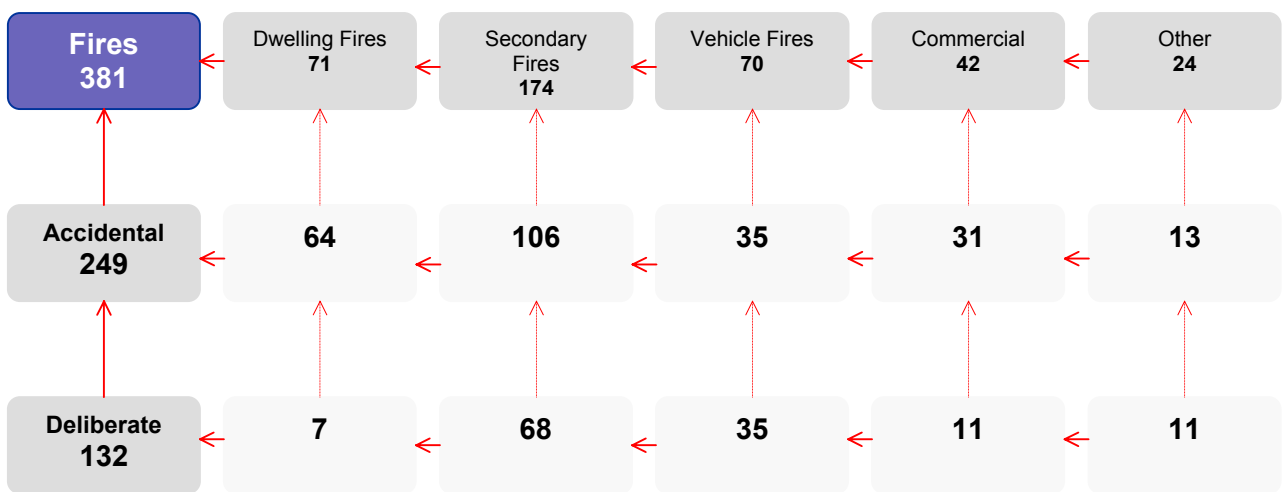 Fires
381
Dwelling Fires
71
Secondary
Fires
174
Vehicle Fires
70
Commercial
42
Other
24
Accidental
249
64
106
35
31
13
Deliberate
132
7
68
35
11
11